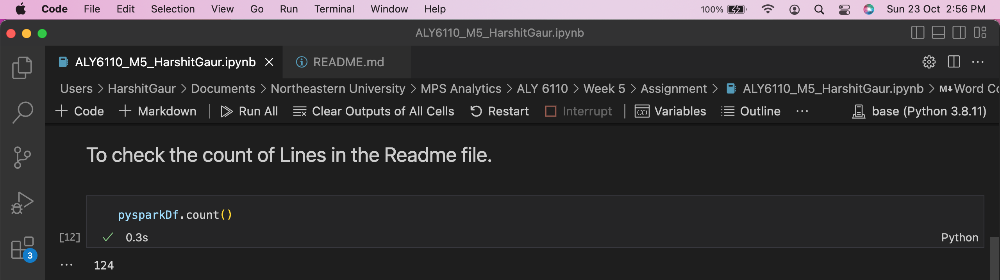 Code File Edit Selection View Go Run Terminal Window Help 100% Sun 23 Oct 2:56 PM
ALY6110_M5_HarshitGaur.ipynb
ALY6110_M5_HarshitGaur.ipynb README.md
Users > HarshitGaur > Documents > Northeastern University > MPS Analytics > ALY 6110 > Week 5 > Assignment > ALY6110_M5_HarshitGaur.ipynb > M↓ Word Co
+ Code + Markdown | Run All Clear Outputs of All Cells Restart Interrupt | (x) Variables Outline ... base (Python 3.8.11)
To check the count of Lines in the Readme file.
pysparkDf.count()
[12] ✓ 0.3s Python
3
... 124